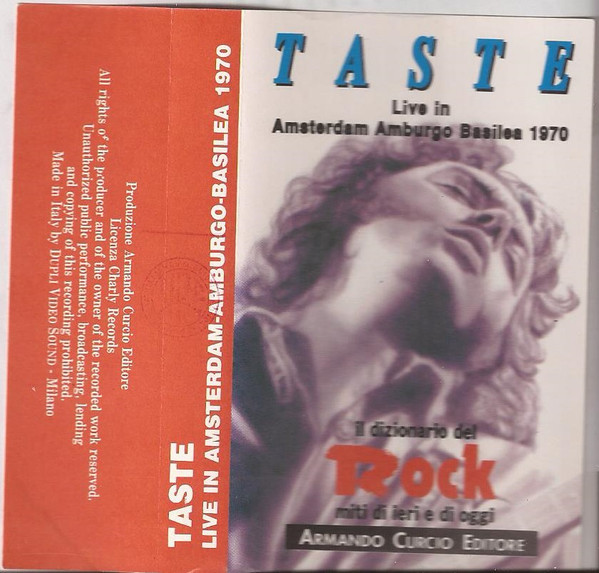 Produzione Armando Curcio Editore
Licenza Charly Records
All rights of the producer and of the owner of the recorded work reserved.
Unauthorized public performance, broadcasting, lending
and copying of this recording prohibited.
Made in Italy by DUPLI VIDEO SOUND - Milano
TASTE
LIVE IN AMSTERDAM-AMBURGO-BASILEA 1970
TASTE
Live in
Amsterdam Amburgo Basilea 1970
il dizionario del
Rock
miti di ieri e di oggi
ARMANDO CURCIO EDITORE